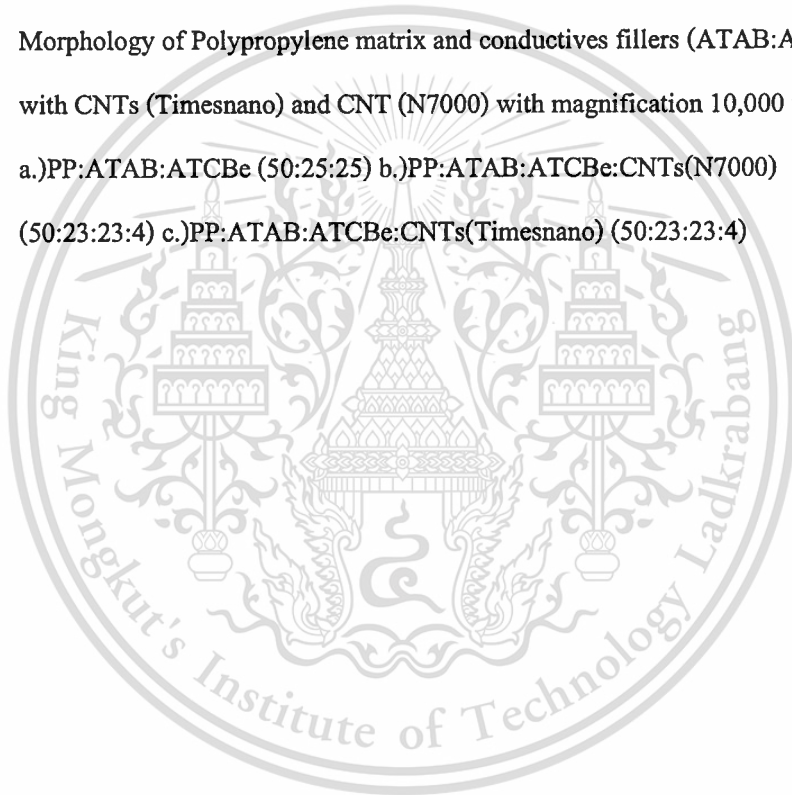 Morphology of Polypropylene matrix and conductives fillers (ATAB:A
with CNTs (Timesnano) and CNT (N7000) with magnification 10,000
a.)PP:ATAB:ATCBe (50:25:25) b.)PP:ATAB:ATCBe:CNTs(N7000)
(50:23:23:4) c.)PP:ATAB:ATCBe:CNTs(Timesnano) (50:23:23:4)
King Mongkut's Institute of Technology Ladkrabang